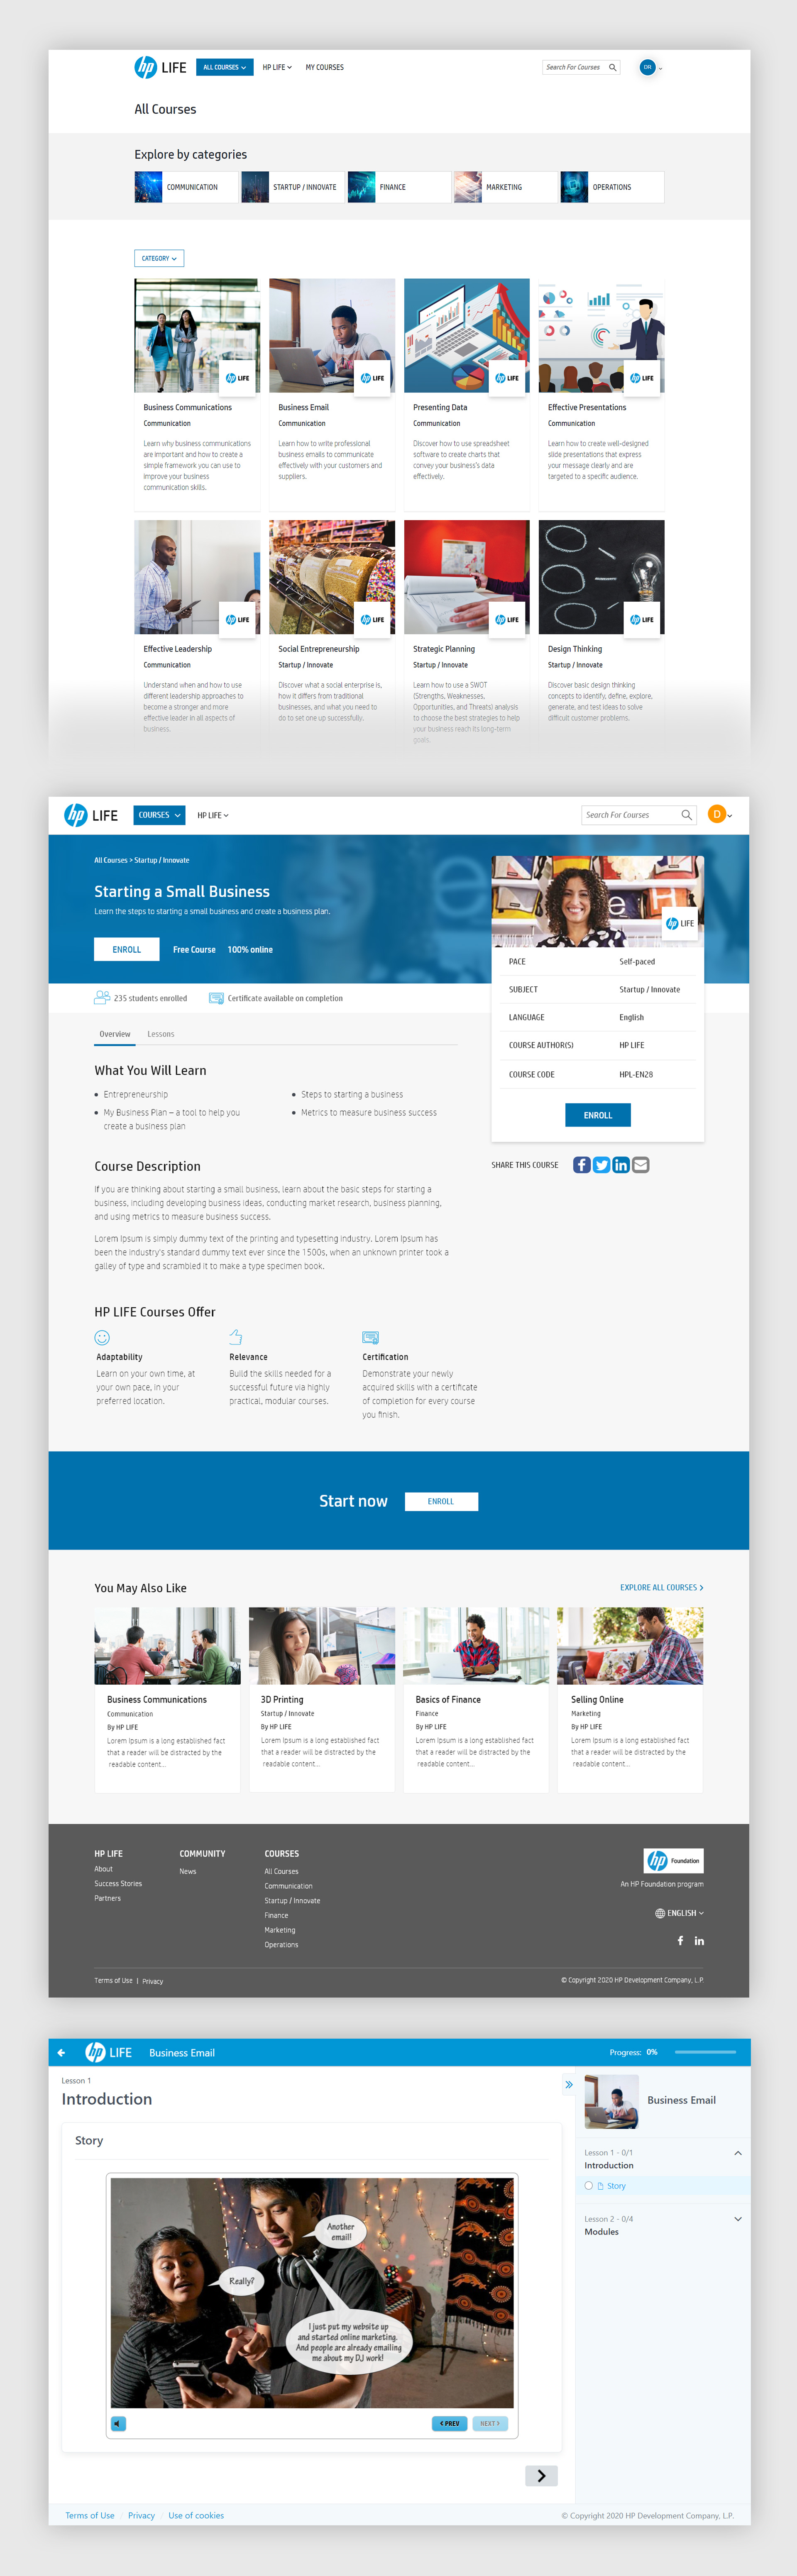 hp LIFE ALL COURSES HP LIFE MY COURSES Search For Courses OR
All Courses
Explore by categories
COMMUNICATION STARTUP / INNOVATE FINANCE MARKETING OPERATIONS
CATEGORY
hp LIFE hp LIFE hp LIFE hp LIFE
Business Communications
Communication
Learn why business communications
are important and how to create a
simple framework you can use to
improve your business
communication skills.
Business Email
Communication
Learn how to write professional
business emails to communicate
effectively with your customers and
suppliers.
Presenting Data
Communication
Discover how to use spreadsheet
software to create charts that
convey your business's data
effectively.
Effective Presentations
Communication
Learn how to create well-designed
slide presentations that express
your message clearly and are
targeted to a specific audience.
hp LIFE hp LIFE hp LIFE hp LIFE
Effective Leadership
Communication
Understand when and how to use
different leadership approaches to
become a stronger and more
effective leader in all aspects of
business.
Social Entrepreneurship
Startup / Innovate
Discover what a social enterprise is,
how it differs from traditional
businesses, and what you need to
do to set one up successfully.
Strategic Planning
Startup / Innovate
Learn how to use a SWOT
(Strengths, Weaknesses,
Opportunities, and Threats) analysis
to choose the best strategies to help
your business reach its long-term
goals.
Design Thinking
Startup / Innovate
Discover basic design thinking
concepts to identify, define, explore,
generate, and test ideas to solve
difficult customer problems.
hp LIFE COURSES HP LIFE Search For Courses D
All Courses > Startup / Innovate
Starting a Small Business
Learn the steps to starting a small business and create a business plan.
ENROLL Free Course 100% online
235 students enrolled Certificate available on completion
hp LIFE
PACE Self-paced
SUBJECT Startup / Innovate
LANGUAGE English
COURSE AUTHOR(S) HP LIFE
COURSE CODE HPL-EN28
ENROLL
SHARE THIS COURSE
Overview Lessons
What You Will Learn
• Entrepreneurship
• My Business Plan – a tool to help you
create a business plan
• Steps to starting a business
• Metrics to measure business success
Course Description
If you are thinking about starting a small business, learn about the basic steps for starting a
business, including developing business ideas, conducting market research, business planning,
and using metrics to measure business success.
Lorem Ipsum is simply dummy text of the printing and typesetting industry. Lorem Ipsum has
been the industry's standard dummy text ever since the 1500s, when an unknown printer took a
galley of type and scrambled it to make a type specimen book.
HP LIFE Courses Offer
Adaptability
Learn on your own time, at
your own pace, in your
preferred location.
Relevance
Build the skills needed for a
successful future via highly
practical, modular courses.
Certification
Demonstrate your newly
acquired skills with a certificate
of completion for every course
you finish.
Start now ENROLL
You May Also Like EXPLORE ALL COURSES
Business Communications
Communication
By HP LIFE
Lorem Ipsum is a long established fact
that a reader will be distracted by the
readable content...
3D Printing
Startup / Innovate
By HP LIFE
Lorem Ipsum is a long established fact
that a reader will be distracted by the
readable content...
Basics of Finance
Finance
By HP LIFE
Lorem Ipsum is a long established fact
that a reader will be distracted by the
readable content...
Selling Online
Marketing
By HP LIFE
Lorem Ipsum is a long established fact
that a reader will be distracted by the
readable content...
HP LIFE
About
Success Stories
Partners
COMMUNITY
News
COURSES
All Courses
Communication
Startup / Innovate
Finance
Marketing
Operations
hp Foundation
An HP Foundation program
ENGLISH
Terms of Use | Privacy
© Copyright 2020 HP Development Company, L.P.
hp LIFE Business Email Progress: 0%
Lesson 1
Introduction
Story
Another
email!
Really?
I just put my website up
and started online marketing.
And people are already emailing
me about my DJ work!
PREV NEXT
Business Email
Lesson 1 - 0/1
Introduction
Story
Lesson 2 - 0/4
Modules
Terms of Use / Privacy / Use of cookies
© Copyright 2020 HP Development Company, L.P.